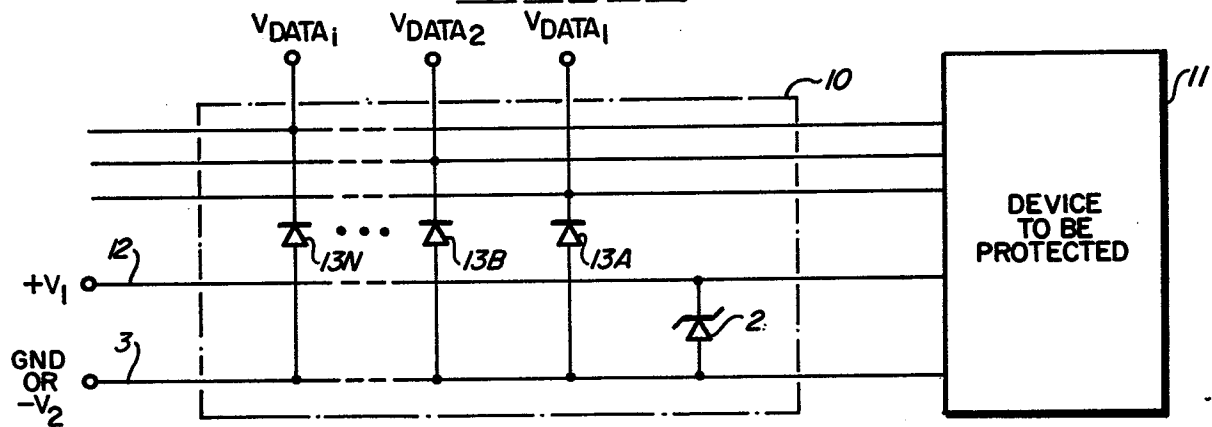 VDATAi VDATA2 VDATA1
10
11
DEVICE
TO BE
PROTECTED
13N 13B 13A
12
+V1
2
3
GND
OR
-V2